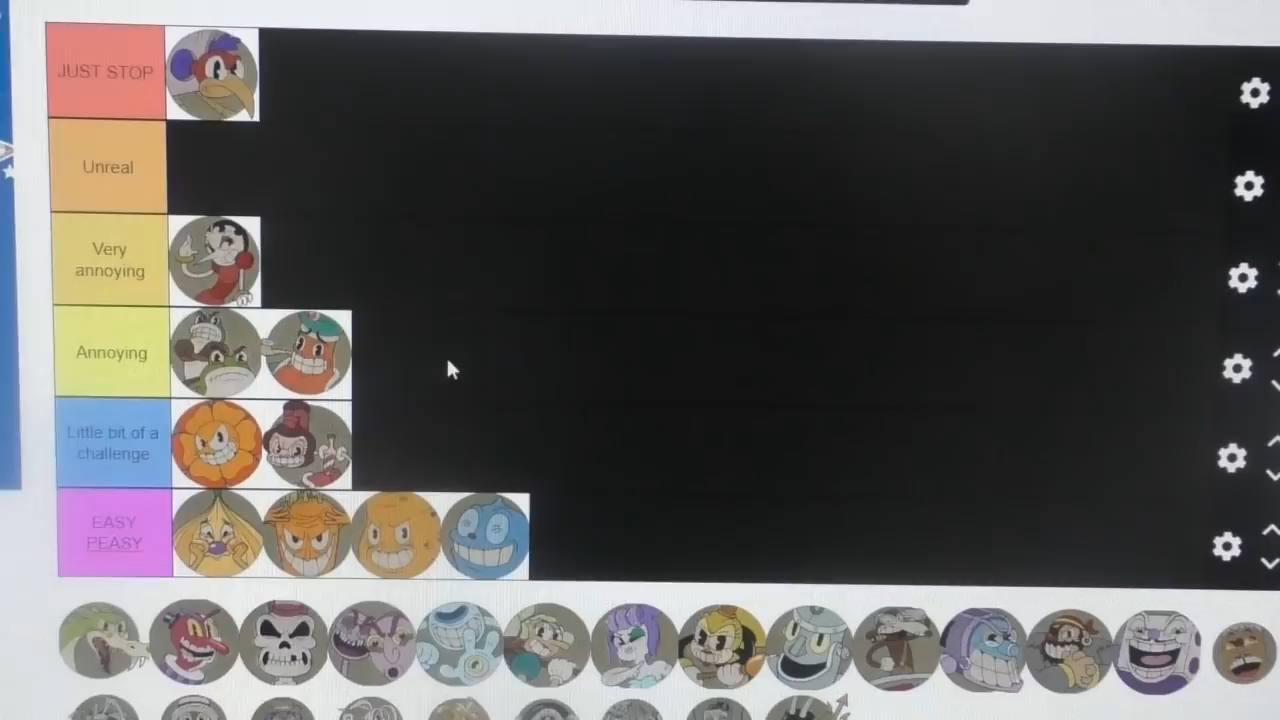 JUST STOP
Unreal
Very
annoying
Annoying
Little bit of a
challenge
EASY
PEASY